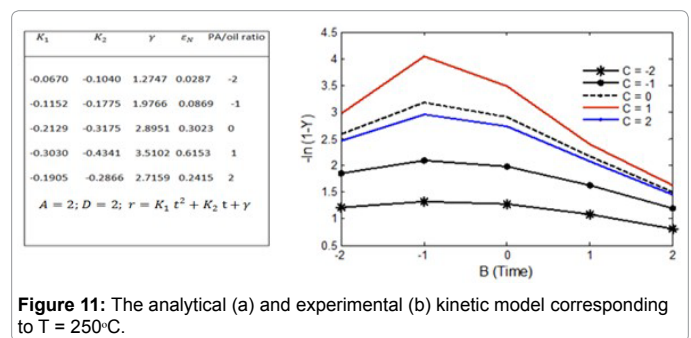 K1 K2 γ εN PA/oil ratio
-0.0670 -0.1040 1.2747 0.0287 -2
-0.1152 -0.1775 1.9766 0.0869 -1
-0.2129 -0.3175 2.8951 0.3023 0
-0.3030 -0.4341 3.5102 0.6153 1
-0.1905 -0.2866 2.7159 0.2415 2
A = 2; D = 2; r = K1 t² + K2 t + γ
-ln (1-Y)
4.5
4
3.5
3
2.5
2
1.5
1
0.5
-2 -1 0 1 2
B (Time)
C = -2
C = -1
C = 0
C = 1
C = 2
Figure 11: The analytical (a) and experimental (b) kinetic model corresponding
to T = 250ºC.